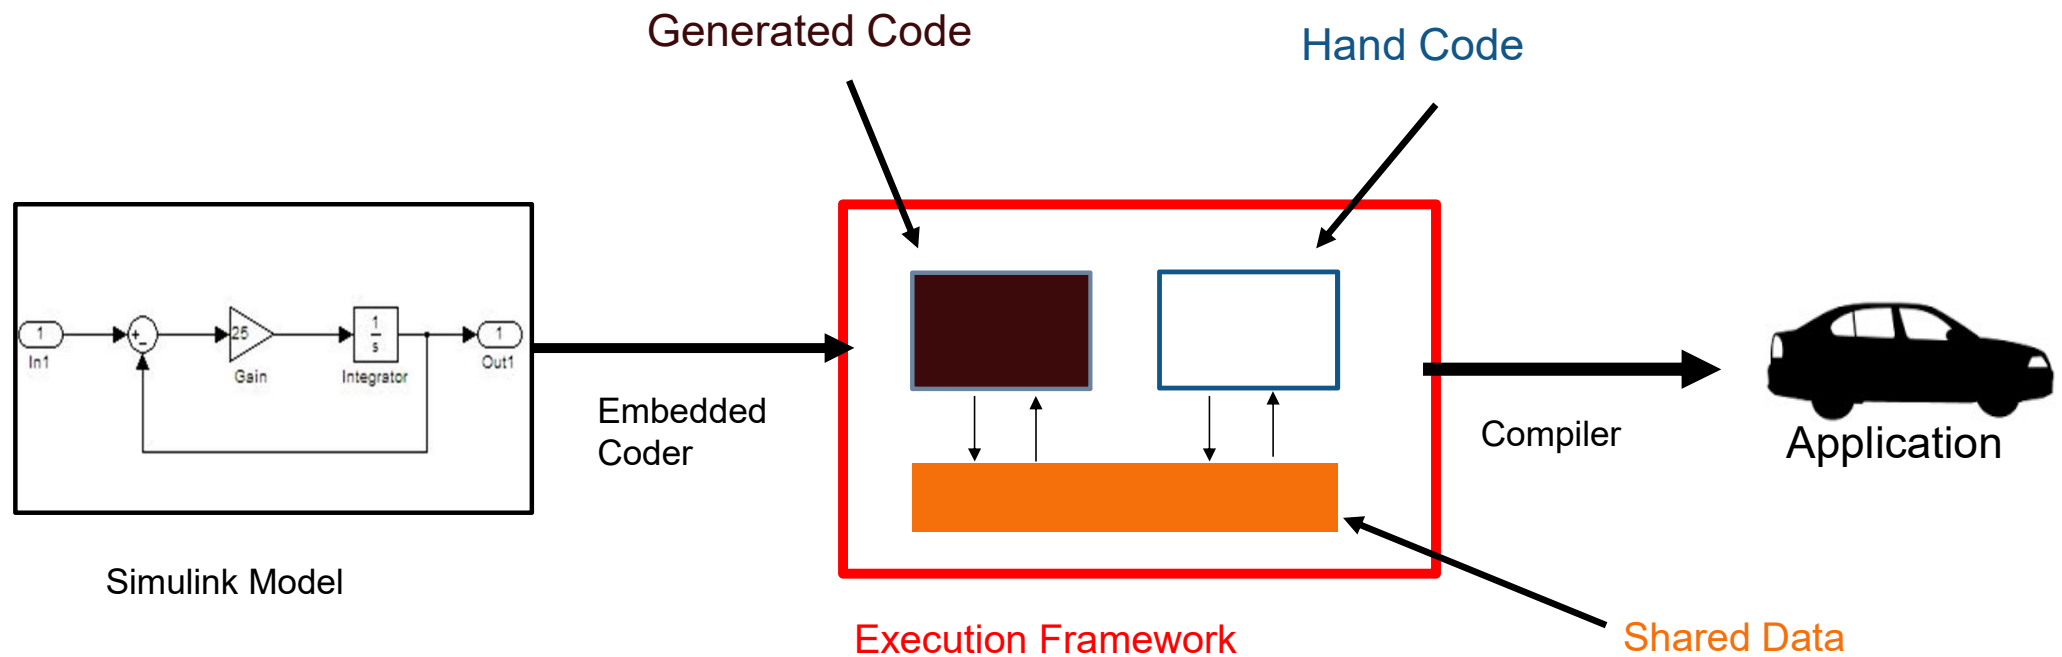 Generated Code
Hand Code
1
In1
+
-
25
Gain
1
s
Integrator
1
Out1
Embedded
Coder
Compiler
Application
Simulink Model
Execution Framework
Shared Data